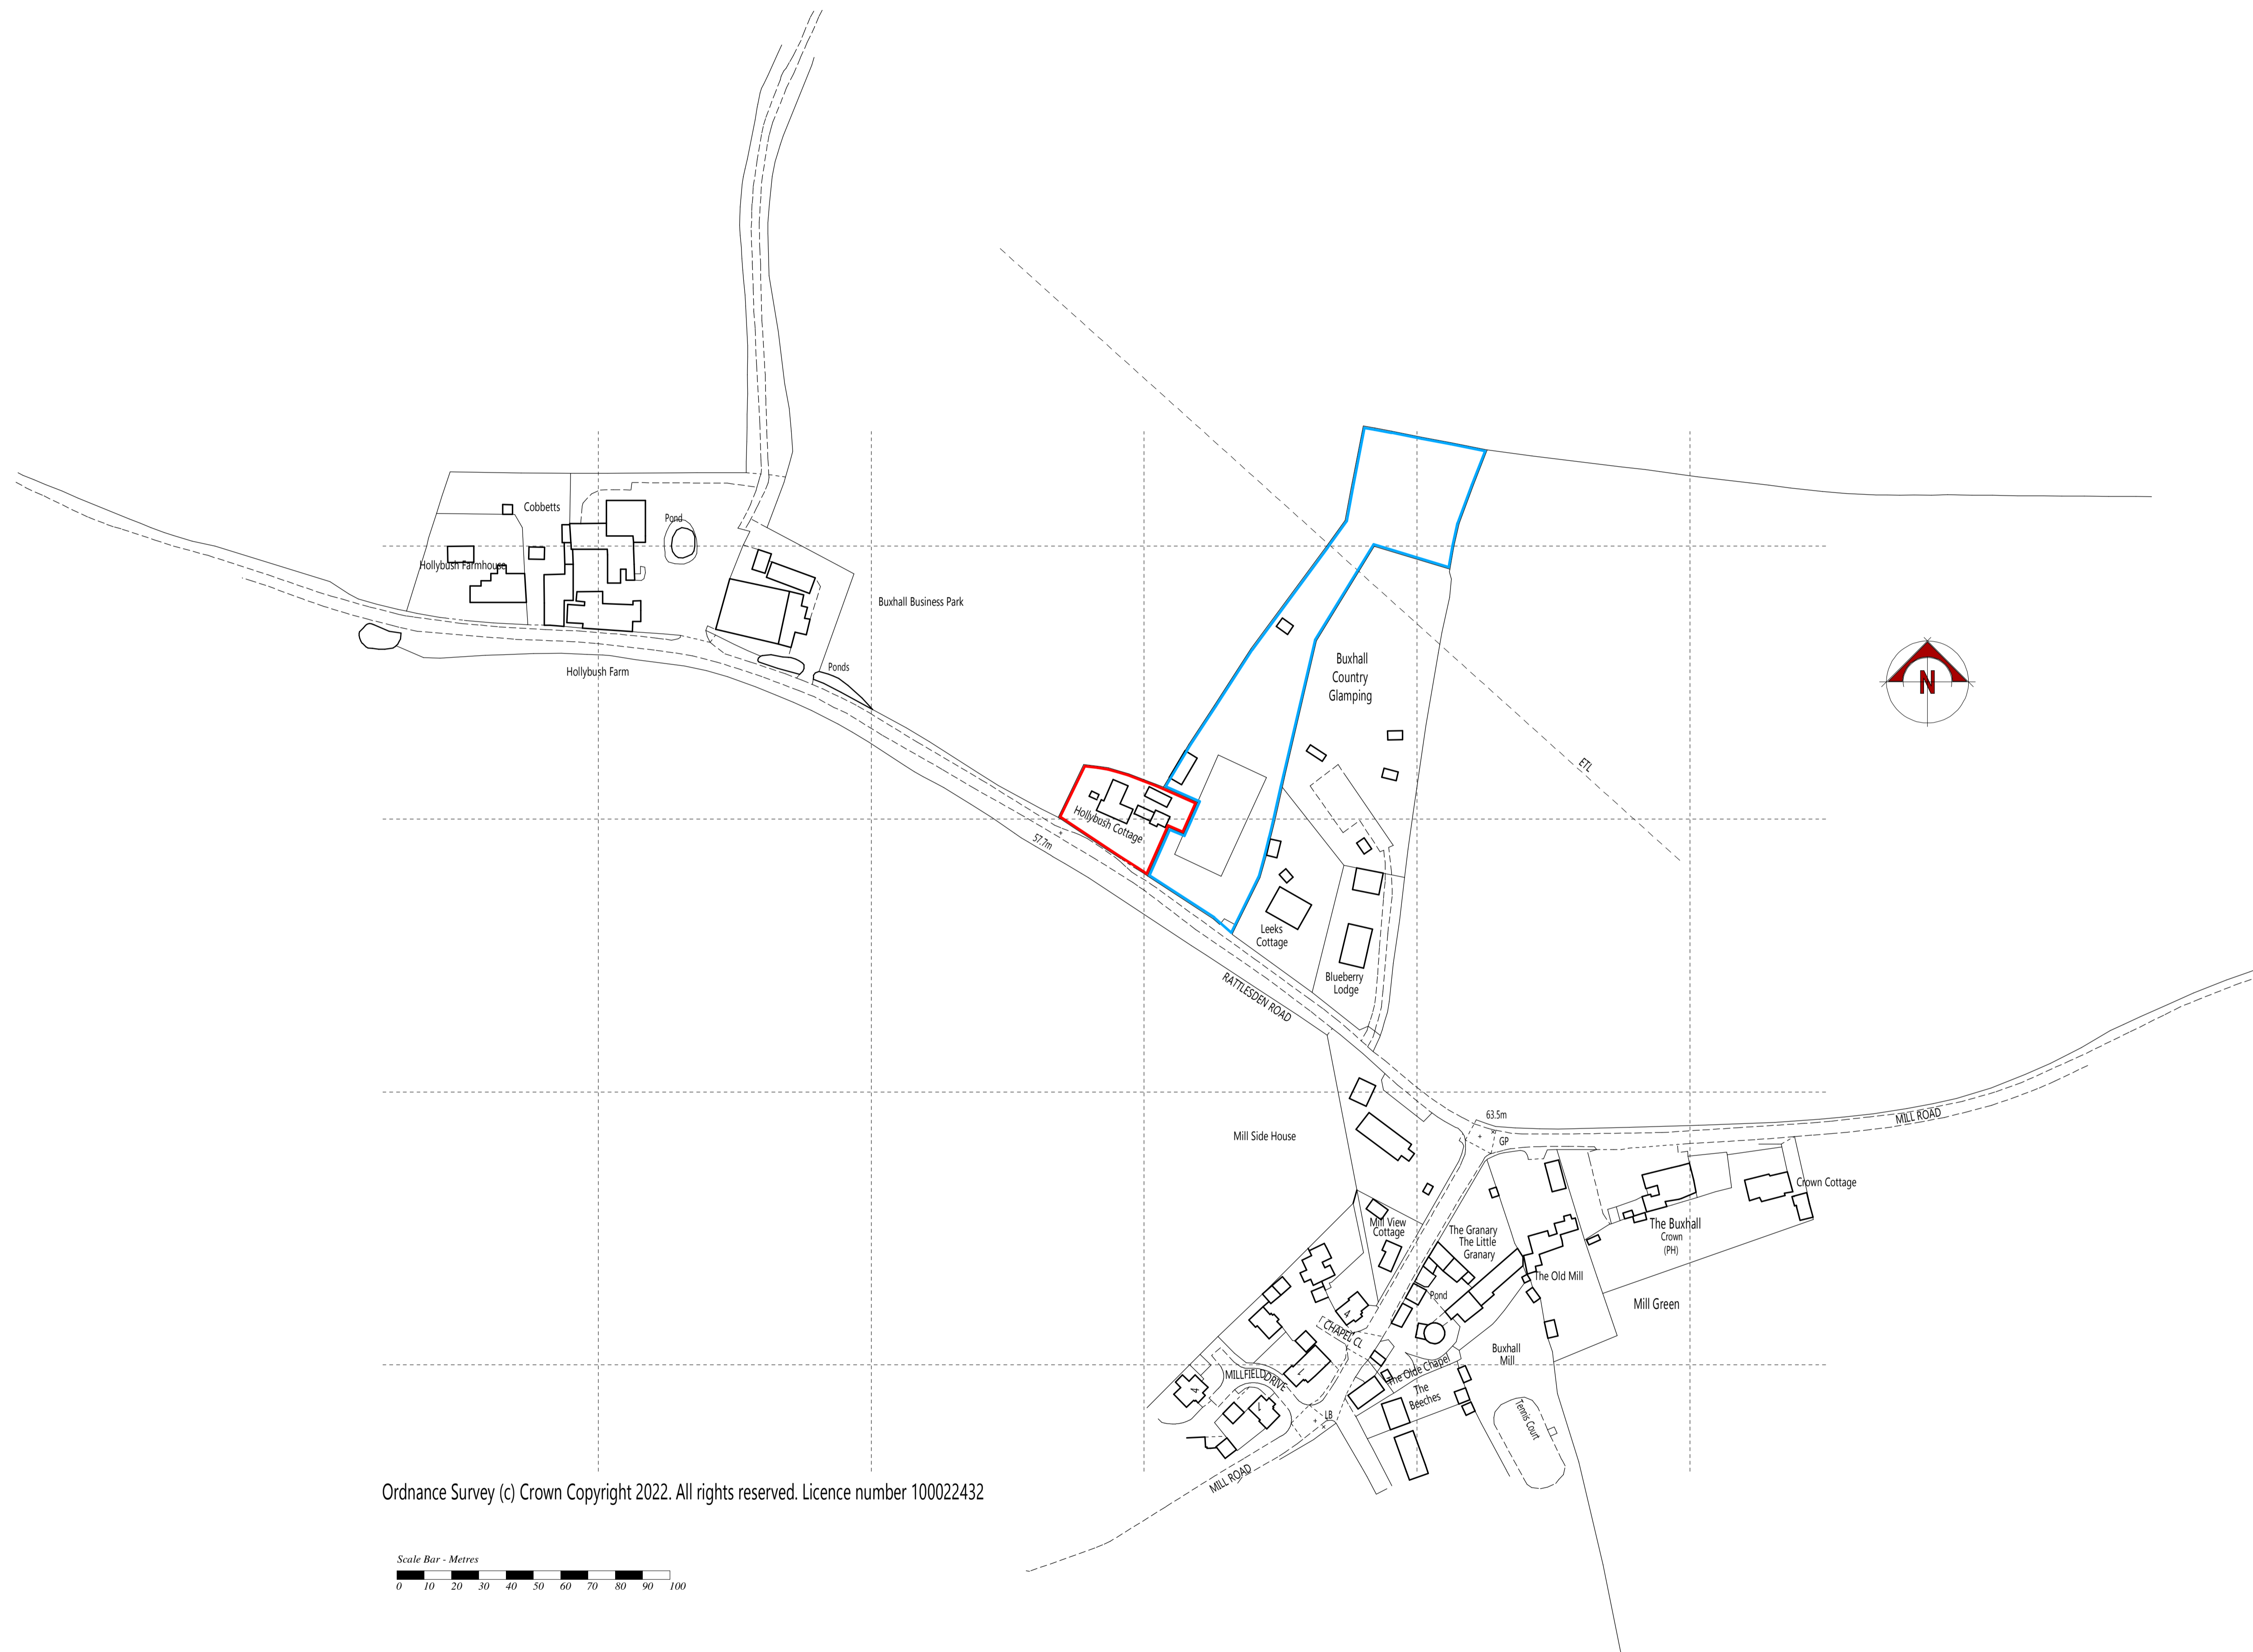 Cobbetts
Pond
Hollybush Farmhouse
Buxhall Business Park
Hollybush Farm
Ponds
Buxhall
Country
Glamping
N
ETL
Hollybush Cottage
57.7m
Leeks
Cottage
Blueberry
Lodge
RATTLESDEN ROAD
63.5m
GP
MILL ROAD
Mill Side House
Crown Cottage
Mill View
Cottage
The Granary
The Little
Granary
The Buxhall
Crown
(PH)
The Old Mill
Pond
Mill Green
4
CHAPEL CL
Buxhall
Mill
1
The Olde Chapel
MILLFIELD DRIVE
4
The
Beeches
1
LB
Tennis Court
MILL ROAD
Ordnance Survey (c) Crown Copyright 2022. All rights reserved. Licence number 100022432
Scale Bar - Metres
0 10 20 30 40 50 60 70 80 90 100